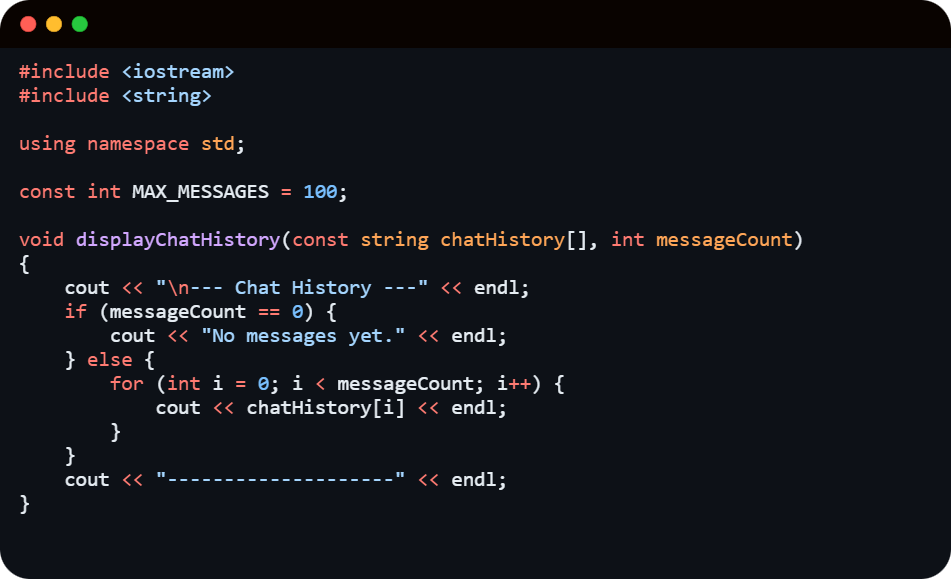 #include <iostream>
#include <string>

using namespace std;

const int MAX_MESSAGES = 100;

void displayChatHistory(const string chatHistory[], int messageCount)
{
    cout << "\n--- Chat History ---" << endl;
    if (messageCount == 0) {
        cout << "No messages yet." << endl;
    } else {
        for (int i = 0; i < messageCount; i++) {
            cout << chatHistory[i] << endl;
        }
    }
    cout << "--------------------" << endl;
}